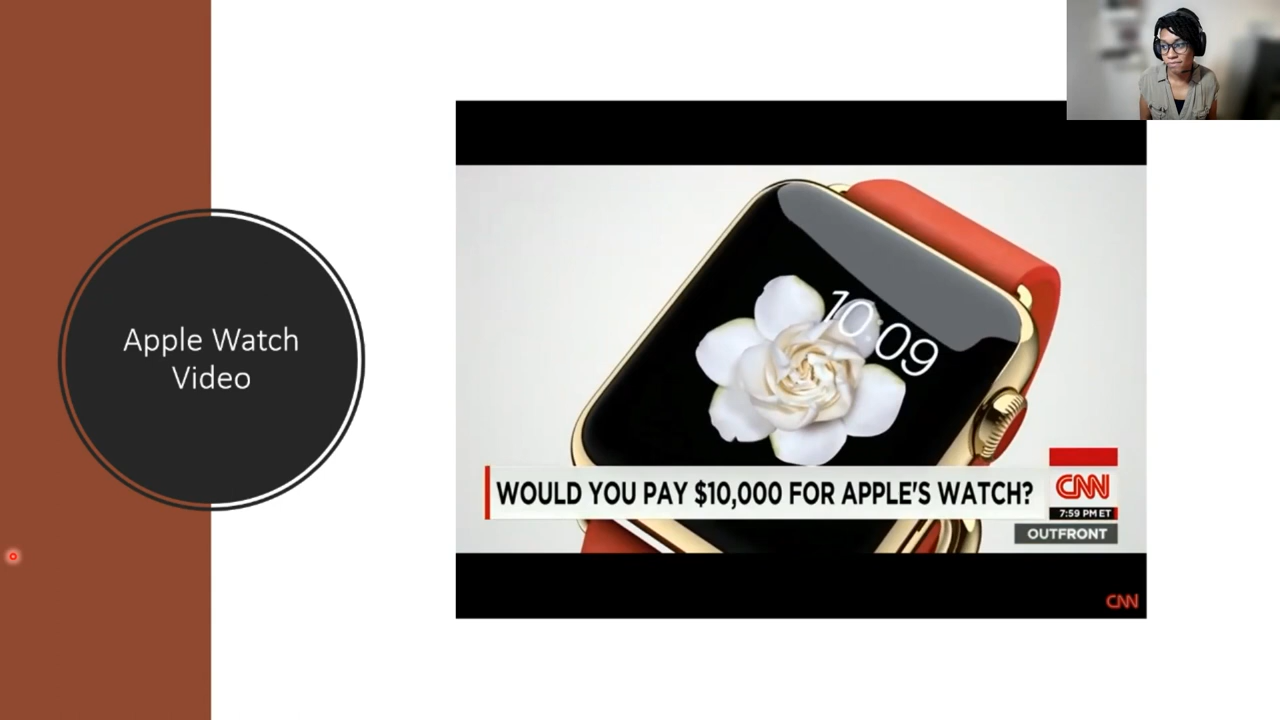 Apple Watch
Video
10:09
WOULD YOU PAY $10,000 FOR APPLE'S WATCH?
CNN
7:59 PM ET
OUTFRONT
CNN